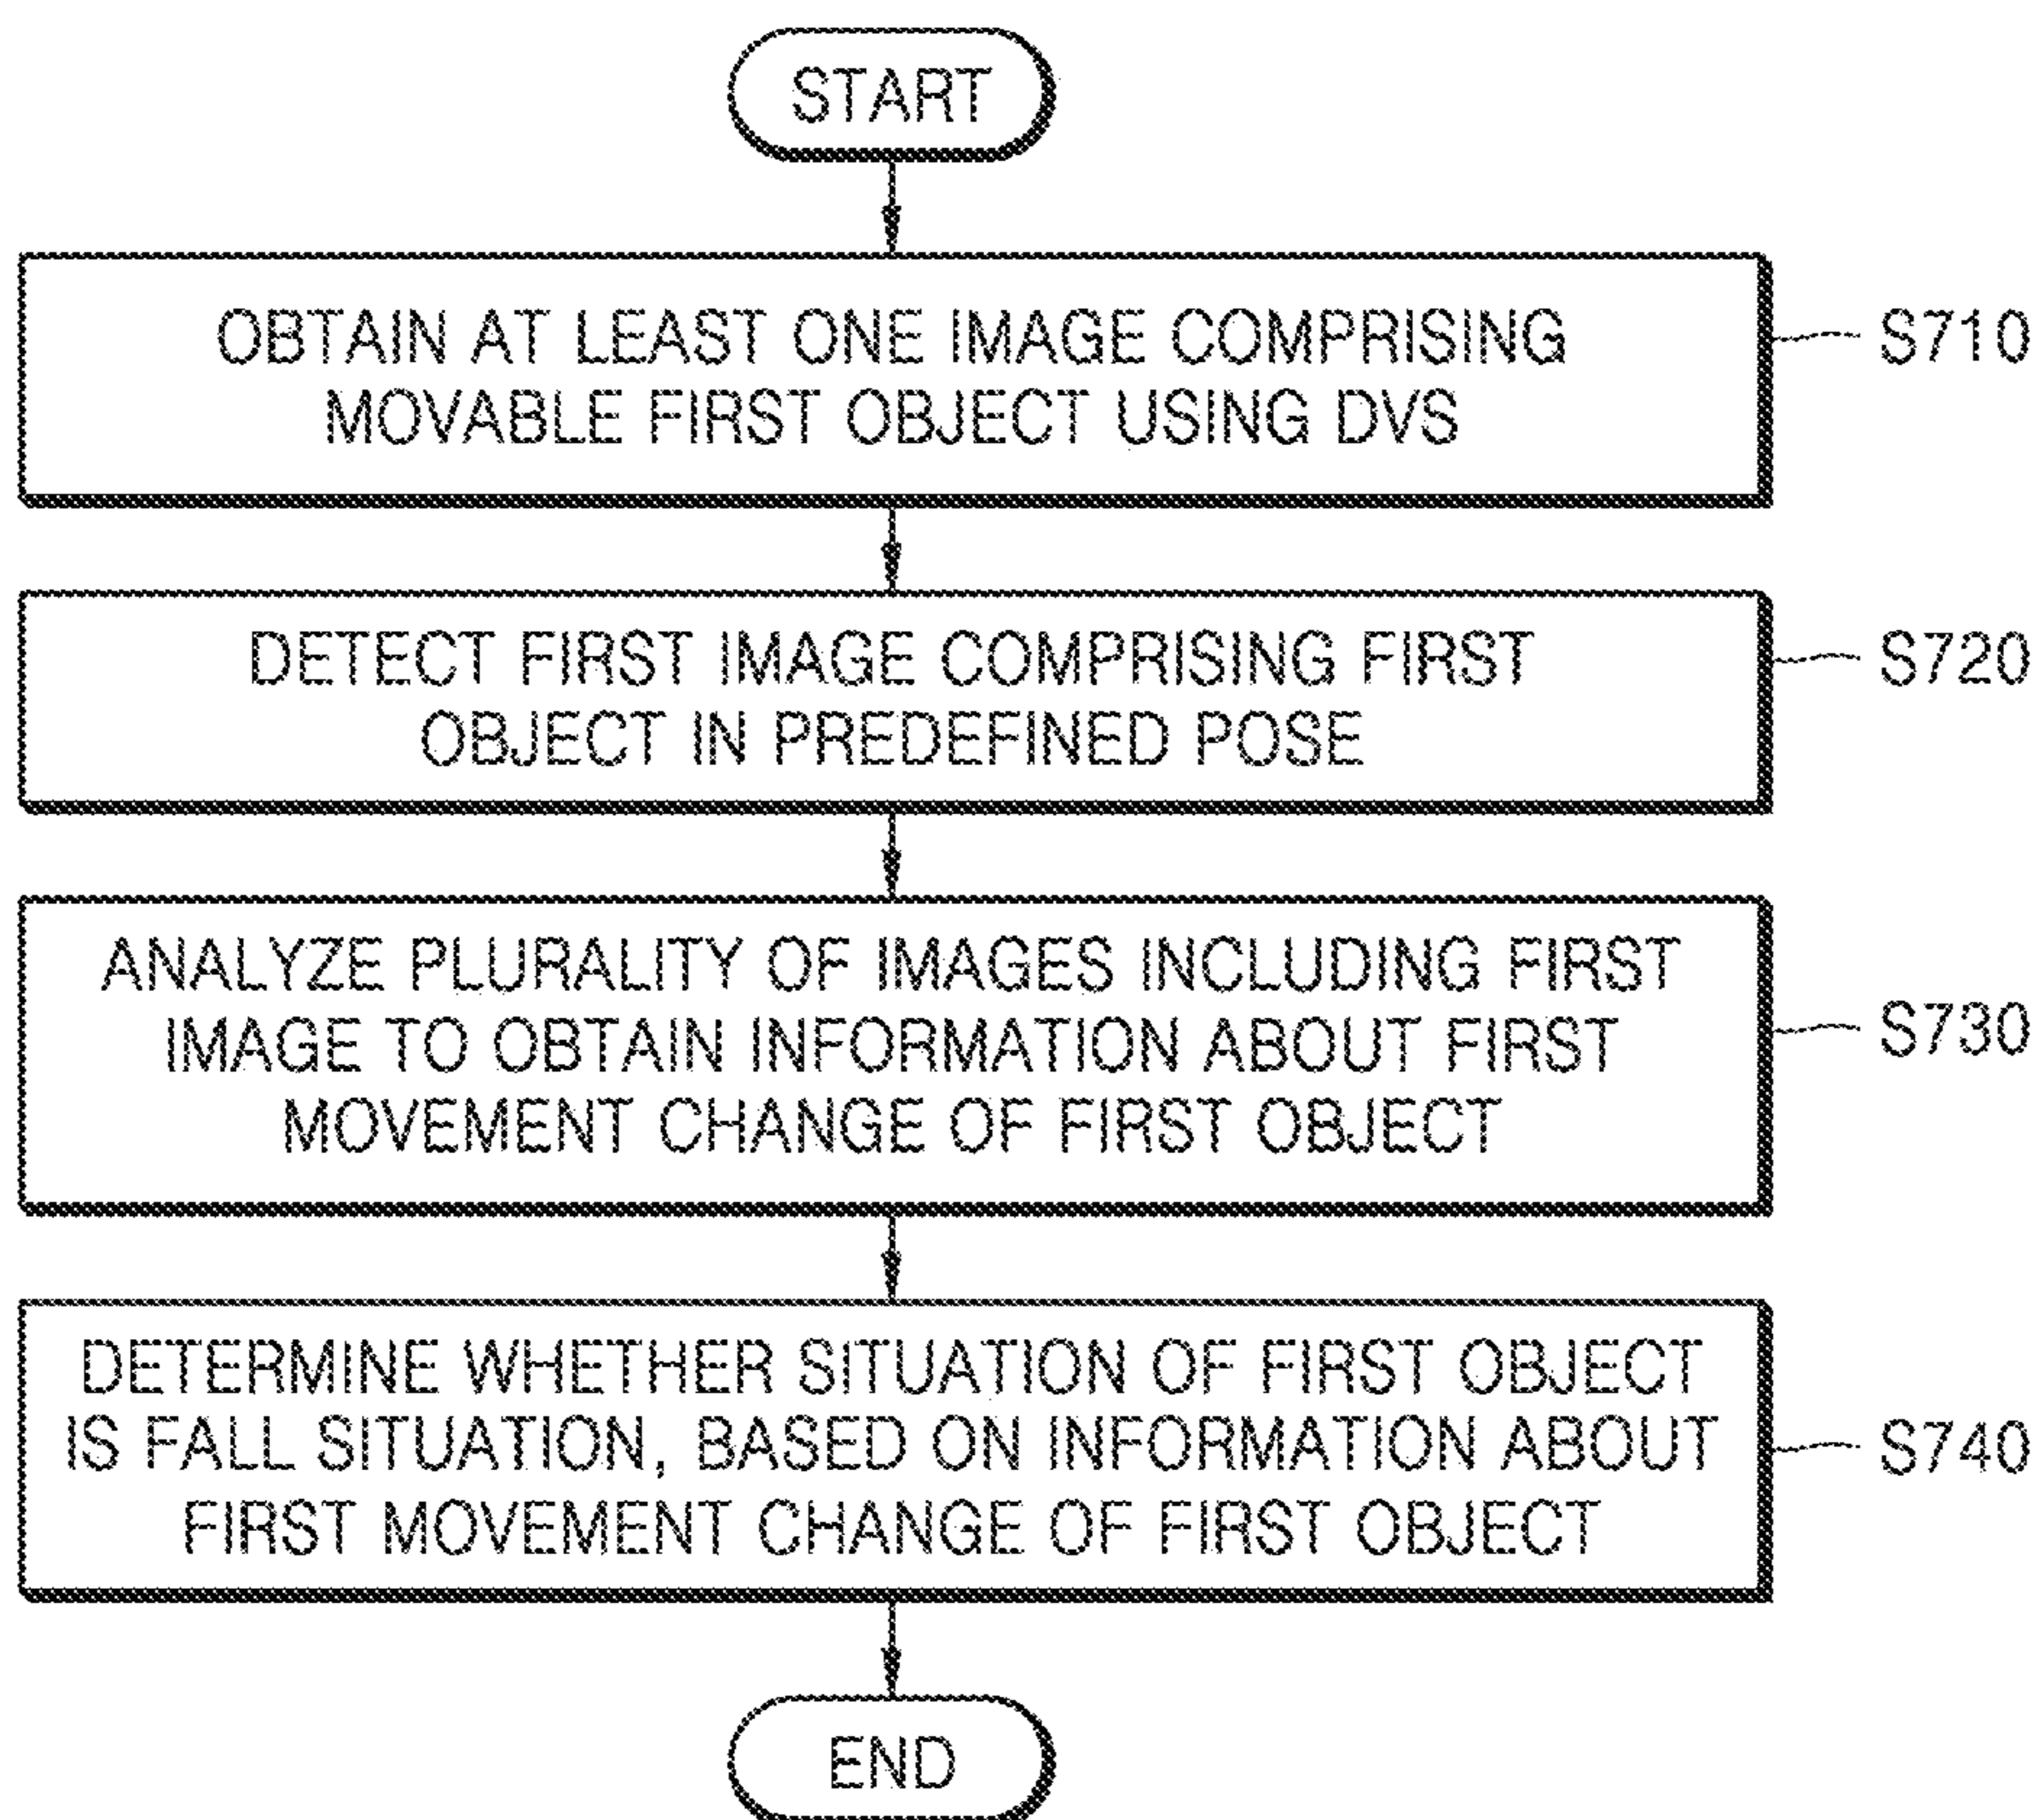 START
OBTAIN AT LEAST ONE IMAGE COMPRISING
MOVABLE FIRST OBJECT USING DVS
S710
DETECT FIRST IMAGE COMPRISING FIRST
OBJECT IN PREDEFINED POSE
S720
ANALYZE PLURALITY OF IMAGES INCLUDING FIRST
IMAGE TO OBTAIN INFORMATION ABOUT FIRST
MOVEMENT CHANGE OF FIRST OBJECT
S730
DETERMINE WHETHER SITUATION OF FIRST OBJECT
IS FALL SITUATION, BASED ON INFORMATION ABOUT
FIRST MOVEMENT CHANGE OF FIRST OBJECT
S740
END